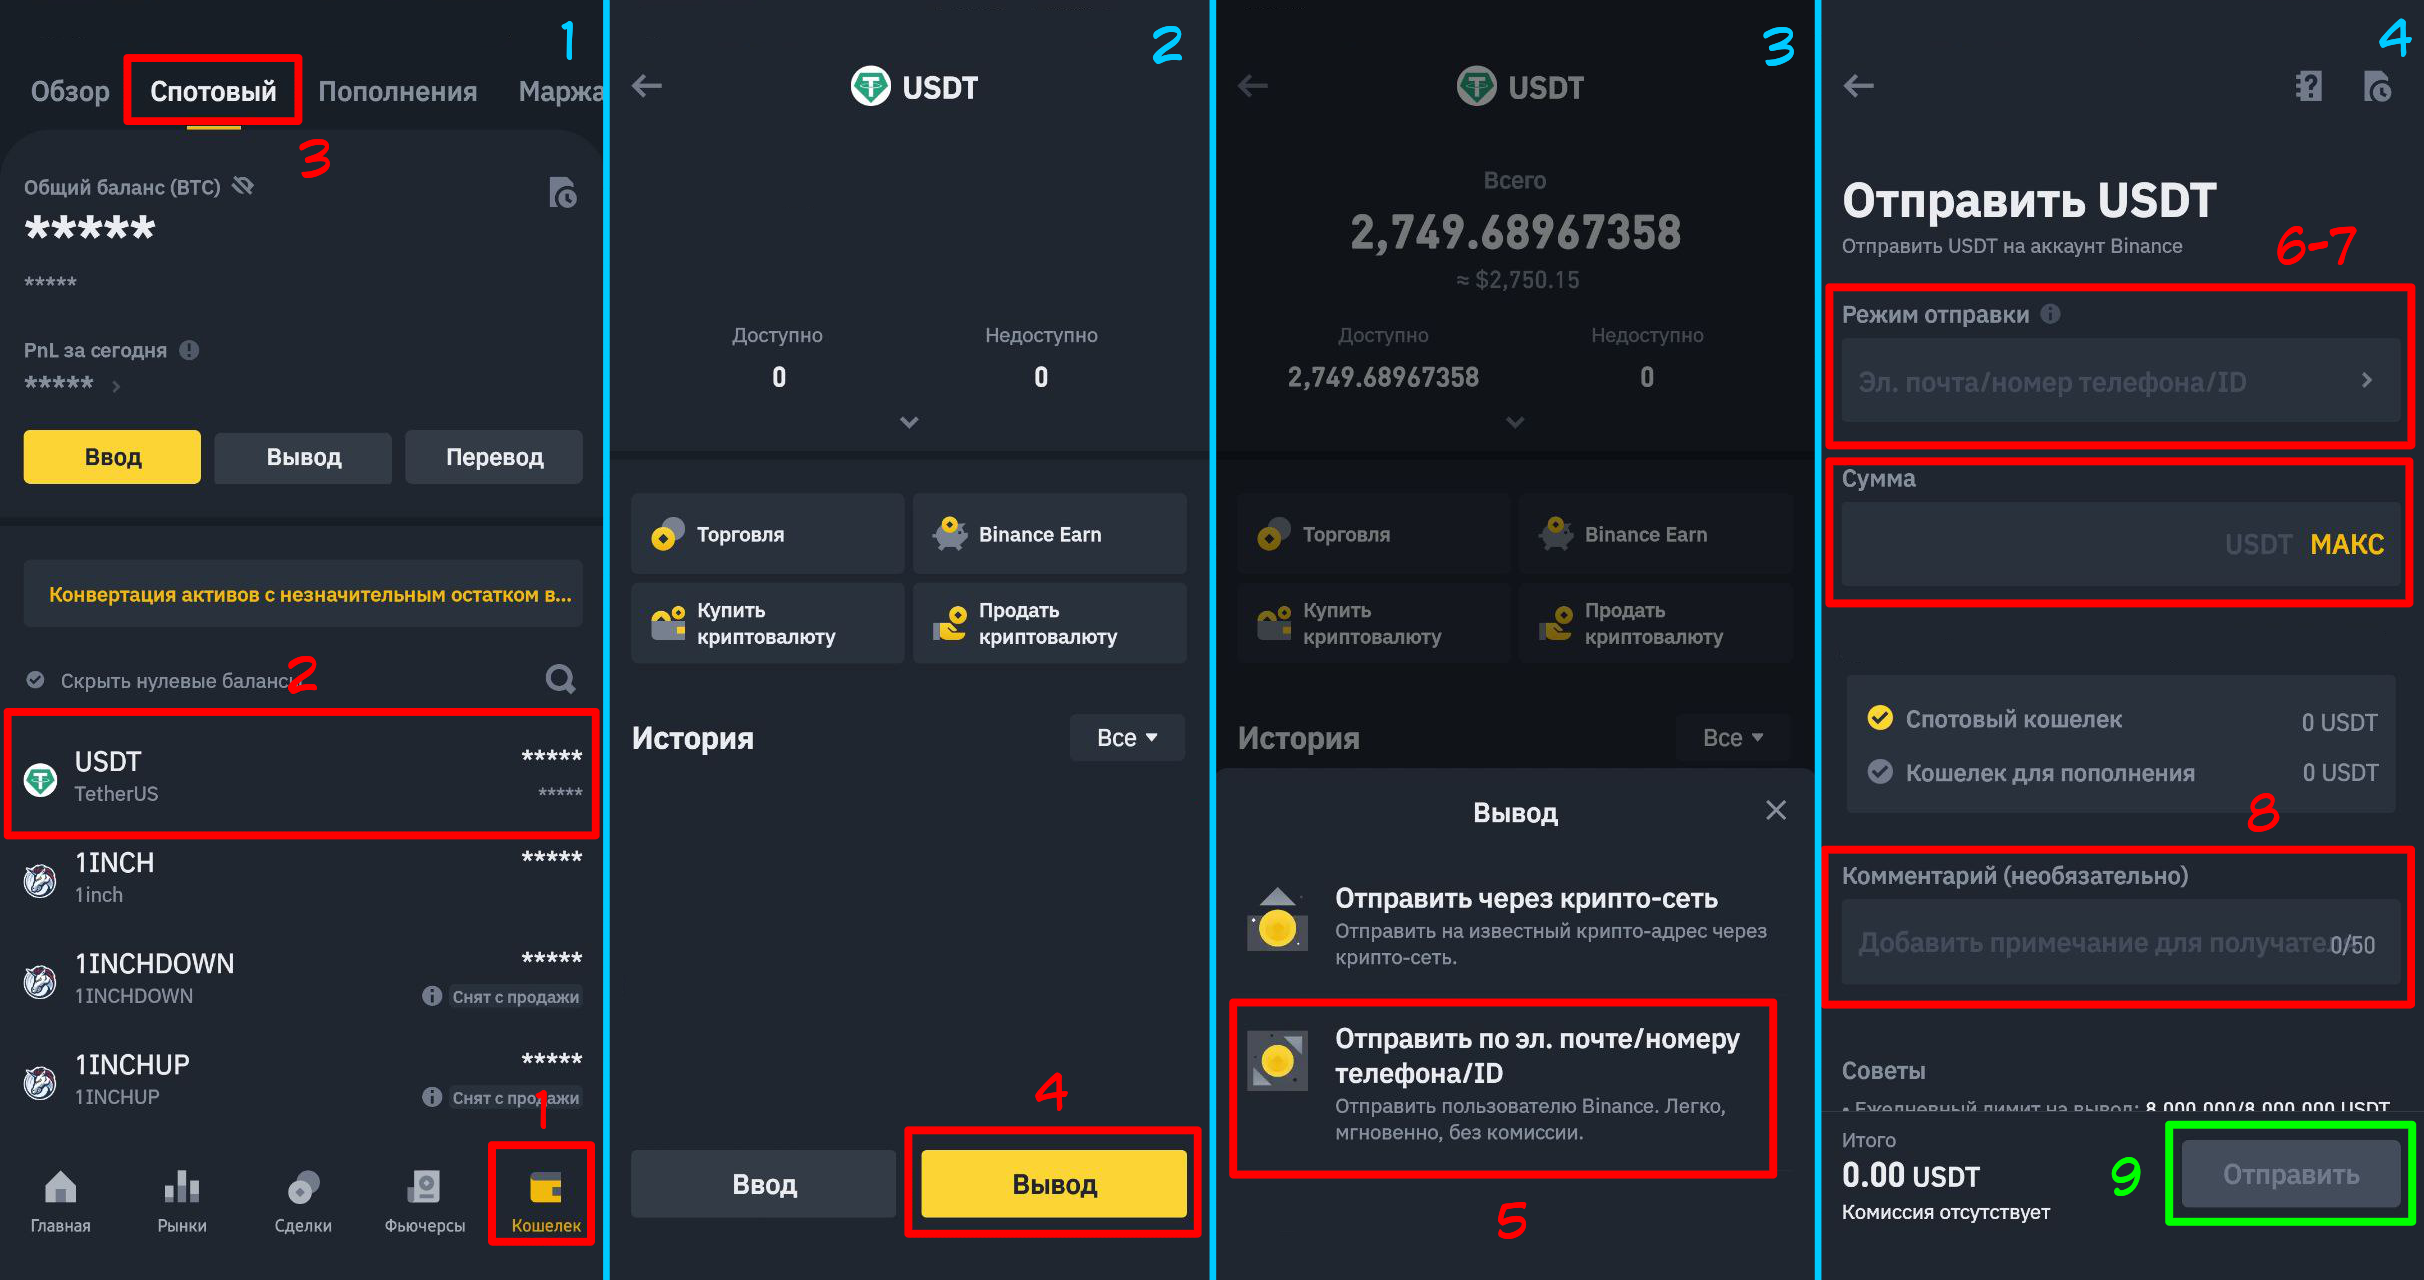 1
Обзор
Спотовый
Пополнения
Маржа
3
Общий баланс (BTC)
*****
*****
PnL за сегодня
*****
Ввод
Вывод
Перевод
Конвертация активов с незначительным остатком в...
2
Скрыть нулевые балансы
USDT
*****
TetherUS
*****
1INCH
*****
1inch
1INCHDOWN
*****
1INCHDOWN
Снят с продажи
1INCHUP
*****
1INCHUP
Снят с продажи
1
Главная
Рынки
Сделки
Фьючерсы
Кошелек
2
USDT
Доступно
Недоступно
0
0
Торговля
Binance Earn
Купить
криптовалюту
Продать
криптовалюту
История
Все
4
Ввод
Вывод
3
USDT
Всего
2,749.68967358
≈ $2,750.15
Доступно
Недоступно
2,749.68967358
0
Торговля
Binance Earn
Купить
криптовалюту
Продать
криптовалюту
История
Все
Вывод
Отправить через крипто-сеть
Отправить на известный крипто-адрес через
крипто-сеть.
Отправить по эл. почте/номеру
телефона/ID
Отправить пользователю Binance. Легко,
мгновенно, без комиссии.
5
4
Отправить USDT
Отправить USDT на аккаунт Binance
6-7
Режим отправки
Эл. почта/номер телефона/ID
Сумма
USDT МАКС
Спотовый кошелек
0 USDT
Кошелек для пополнения
0 USDT
8
Комментарий (необязательно)
Добавить примечание для получателя
0/50
Советы
• Ежедневный лимит на вывод: 8,000,000/8,000,000 USDT
Итого
0.00 USDT
Комиссия отсутствует
9
Отправить